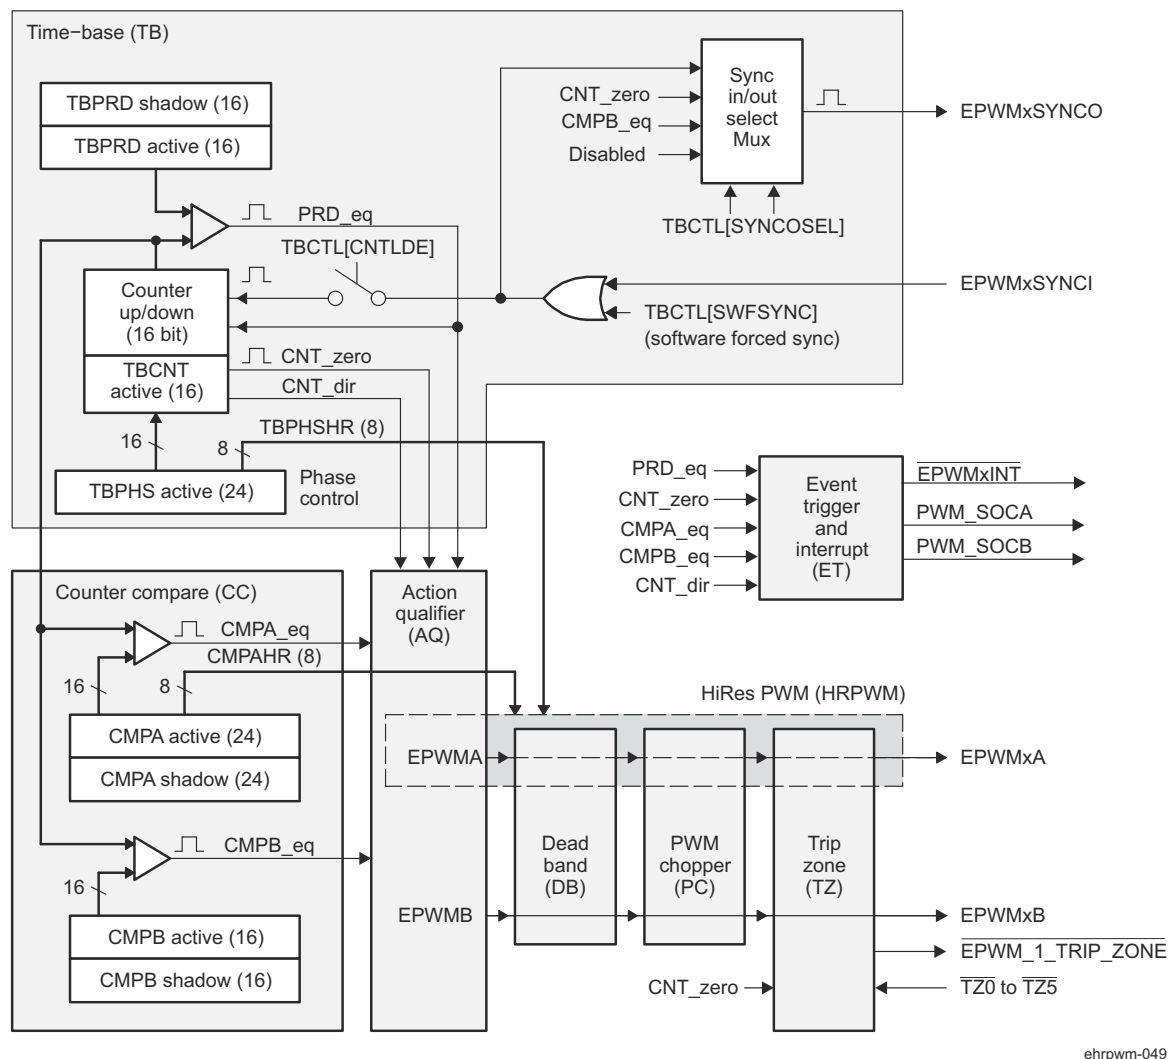 Time−base (TB)
TBPRD shadow (16)
TBPRD active (16)
CNT_zero
CMPB_eq
Disabled
Sync
in/out
select
Mux
EPWMxSYNCO
TBCTL[SYNCOSEL]
PRD_eq
TBCTL[CNTLDE]
Counter
up/down
(16 bit)
TBCNT
active (16)
EPWMxSYNCI
TBCTL[SWFSYNC]
(software forced sync)
CNT_zero
CNT_dir
16
8
TBPHSHR (8)
TBPHS active (24)
Phase
control
PRD_eq
CNT_zero
CMPA_eq
CMPB_eq
CNT_dir
Event
trigger
and
interrupt
(ET)
EPWMxINT
PWM_SOCA
PWM_SOCB
Counter compare (CC)
CMPA_eq
CMPAHR (8)
16
8
CMPA active (24)
CMPA shadow (24)
CMPB_eq
16
CMPB active (16)
CMPB shadow (16)
Action
qualifier
(AQ)
HiRes PWM (HRPWM)
EPWMA
EPWMxA
Dead
band
(DB)
PWM
chopper
(PC)
Trip
zone
(TZ)
EPWMB
EPWMxB
EPWM_1_TRIP_ZONE
CNT_zero
TZ0 to TZ5
ehrpwm-049